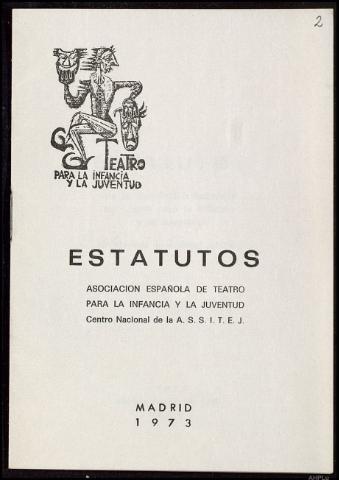 2
TEATRO
PARA LA INFANCIA
Y LA JUVENTUD
ESTATUTOS
ASOCIACION ESPAÑOLA DE TEATRO
PARA LA INFANCIA Y LA JUVENTUD
Centro Nacional de la A. S. S. I. T. E. J.
MADRID
1973
AHPLu